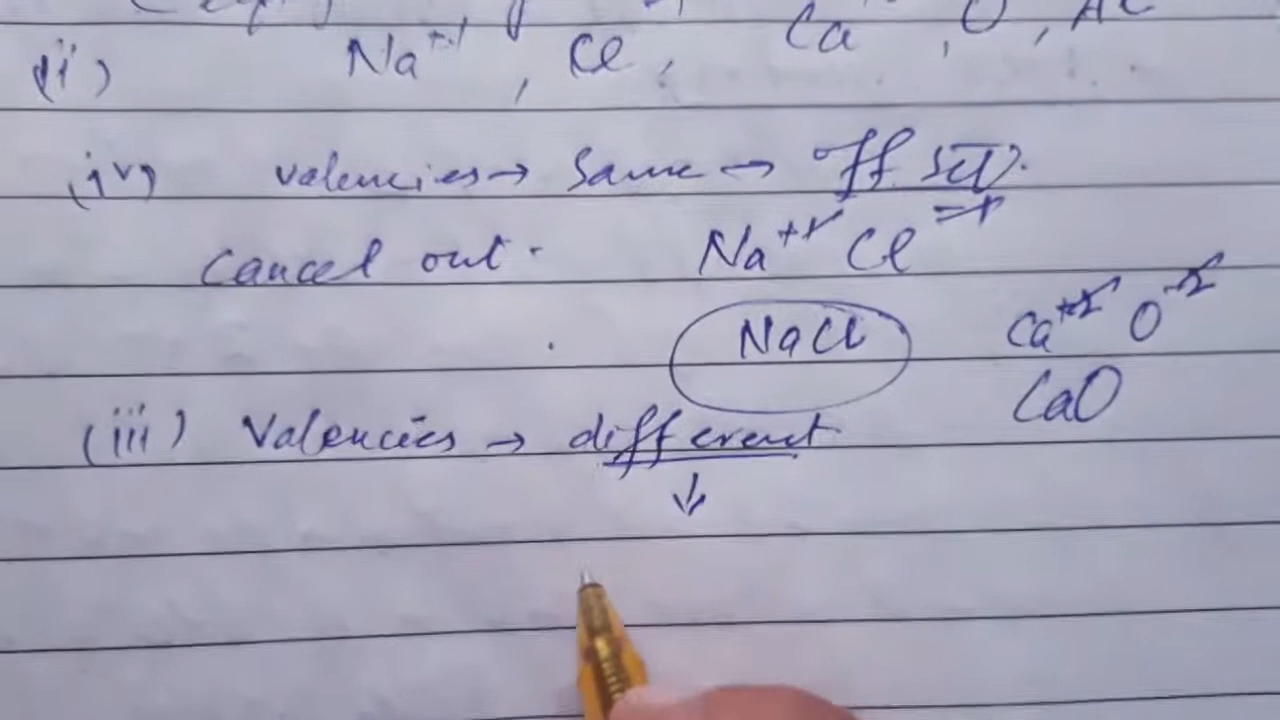 (ii) Na⁺¹, Cl, Ca, O, Al
(iv) valencies → Same → off set.
Cancel out. Na⁺¹ Cl⁻¹
NaCl Ca⁺² O⁻²
CaO
(iii) Valencies → different
↓